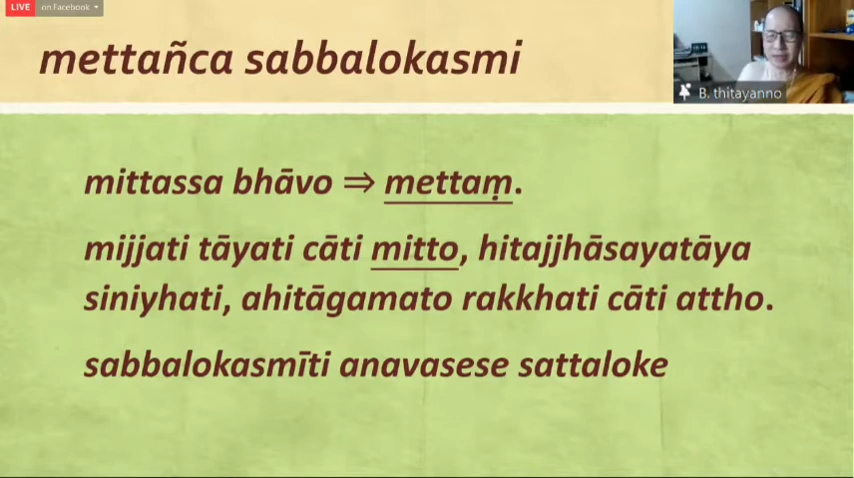 LIVE on Facebook
mettañca sabbalokasmi
B. thitayanno
mittassa bhāvo ⇒ mettaṃ.
mijjati tāyati cāti mitto, hitajjhāsayatāya
siniyhati, ahitāgamato rakkhati cāti attho.
sabbalokasmīti anavasese sattaloke